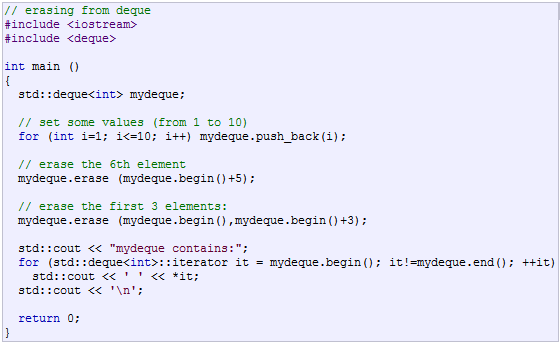 // erasing from deque
#include <iostream>
#include <deque>

int main ()
{
  std::deque<int> mydeque;

  // set some values (from 1 to 10)
  for (int i=1; i<=10; i++) mydeque.push_back(i);

  // erase the 6th element
  mydeque.erase (mydeque.begin()+5);

  // erase the first 3 elements:
  mydeque.erase (mydeque.begin(),mydeque.begin()+3);

  std::cout << "mydeque contains:";
  for (std::deque<int>::iterator it = mydeque.begin(); it!=mydeque.end(); ++it)
    std::cout << ' ' << *it;
  std::cout << '\n';

  return 0;
}